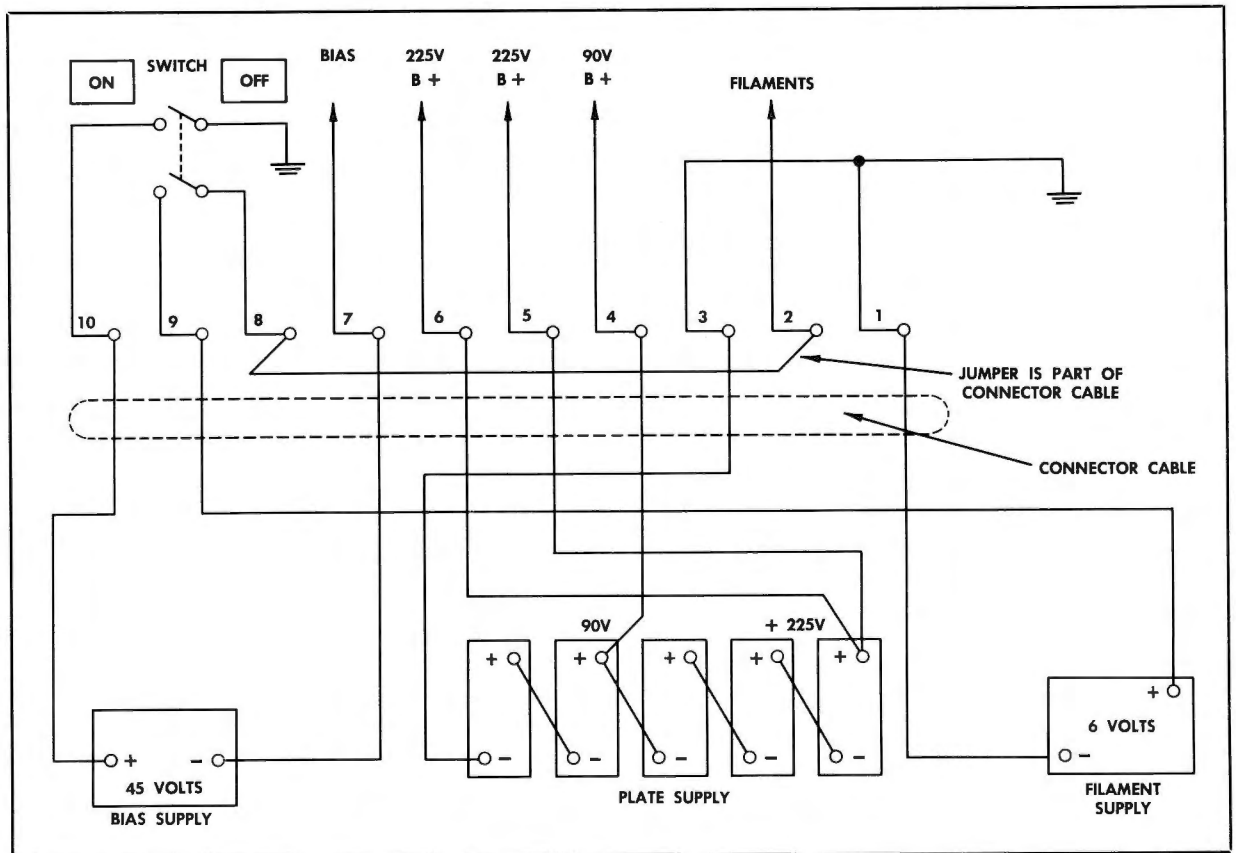 SWITCH
ON
OFF
BIAS
225V
B +
225V
B +
90V
B +
FILAMENTS
10
9
8
7
6
5
4
3
2
1
JUMPER IS PART OF
CONNECTOR CABLE
CONNECTOR CABLE
90V
+ 225V
+
+
+
+
+
-
-
-
-
-
PLATE SUPPLY
+
-
45 VOLTS
BIAS SUPPLY
+
6 VOLTS
-
FILAMENT
SUPPLY